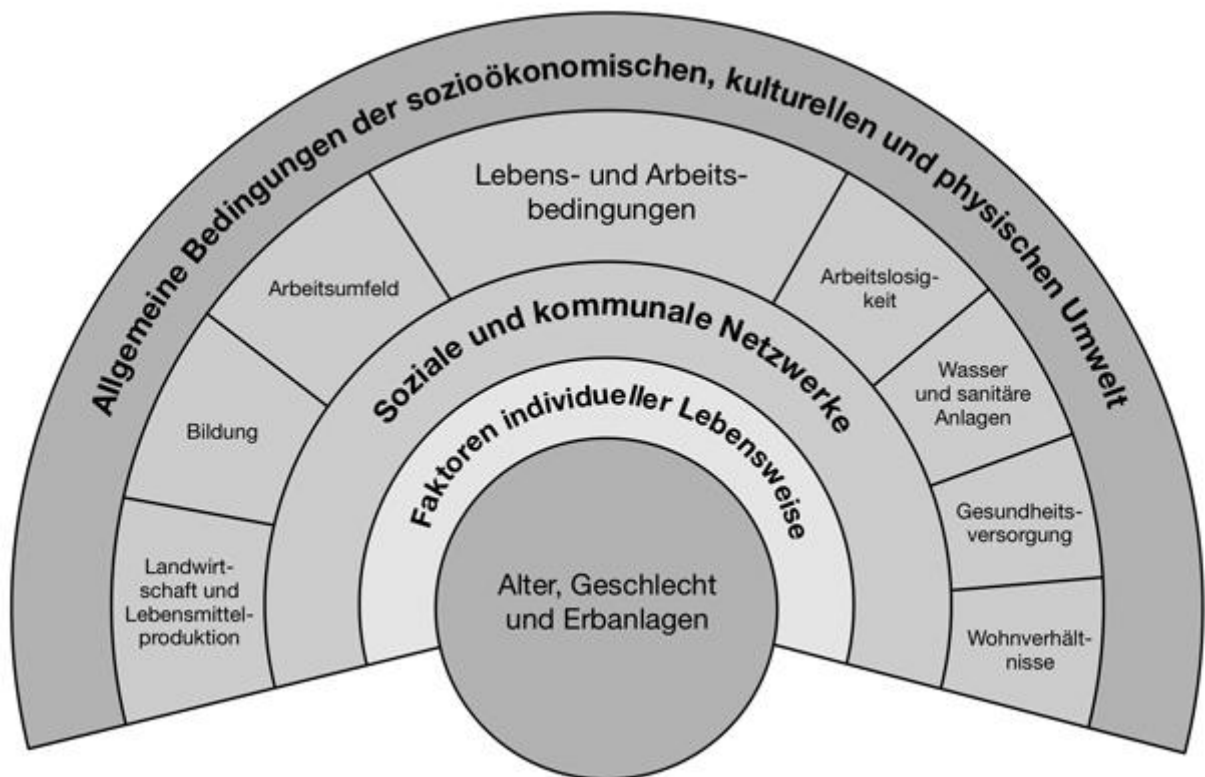 Allgemeine Bedingungen der sozioökonomischen, kulturellen und physischen Umwelt
Lebens- und Arbeits-
bedingungen
Landwirt-
schaft und
Lebensmittel-
produktion
Bildung
Arbeitsumfeld
Arbeitslosig-
keit
Wasser
und sanitäre
Anlagen
Gesundheits-
versorgung
Wohnverhält-
nisse
Soziale und kommunale Netzwerke
Faktoren individueller Lebensweise
Alter, Geschlecht
und Erbanlagen